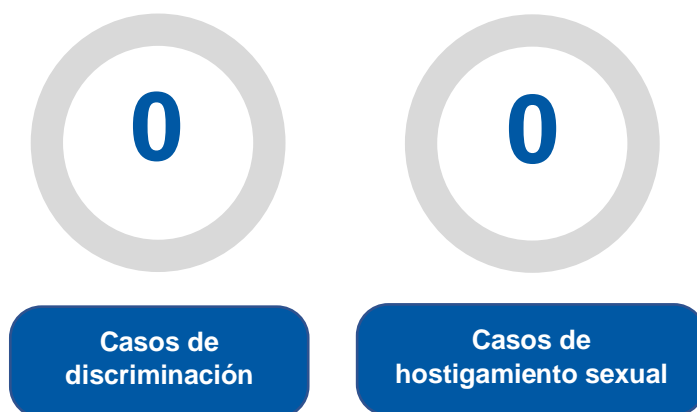 0
0
Casos de
discriminación
Casos de
hostigamiento sexual